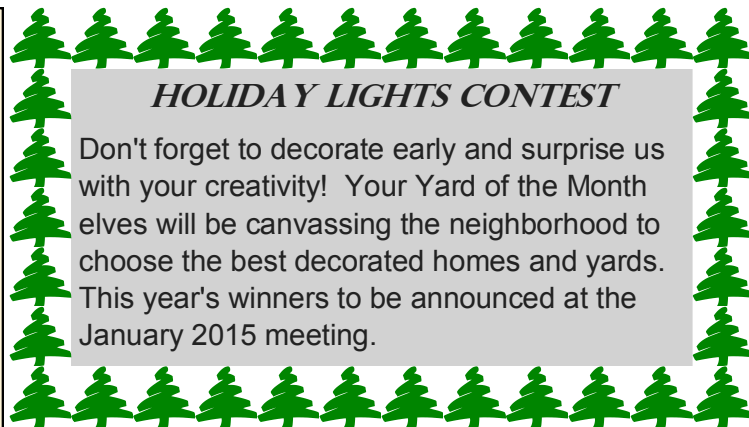 HOLIDAY LIGHTS CONTEST
Don't forget to decorate early and surprise us
with your creativity!  Your Yard of the Month
elves will be canvassing the neighborhood to
choose the best decorated homes and yards.
This year's winners to be announced at the
January 2015 meeting.